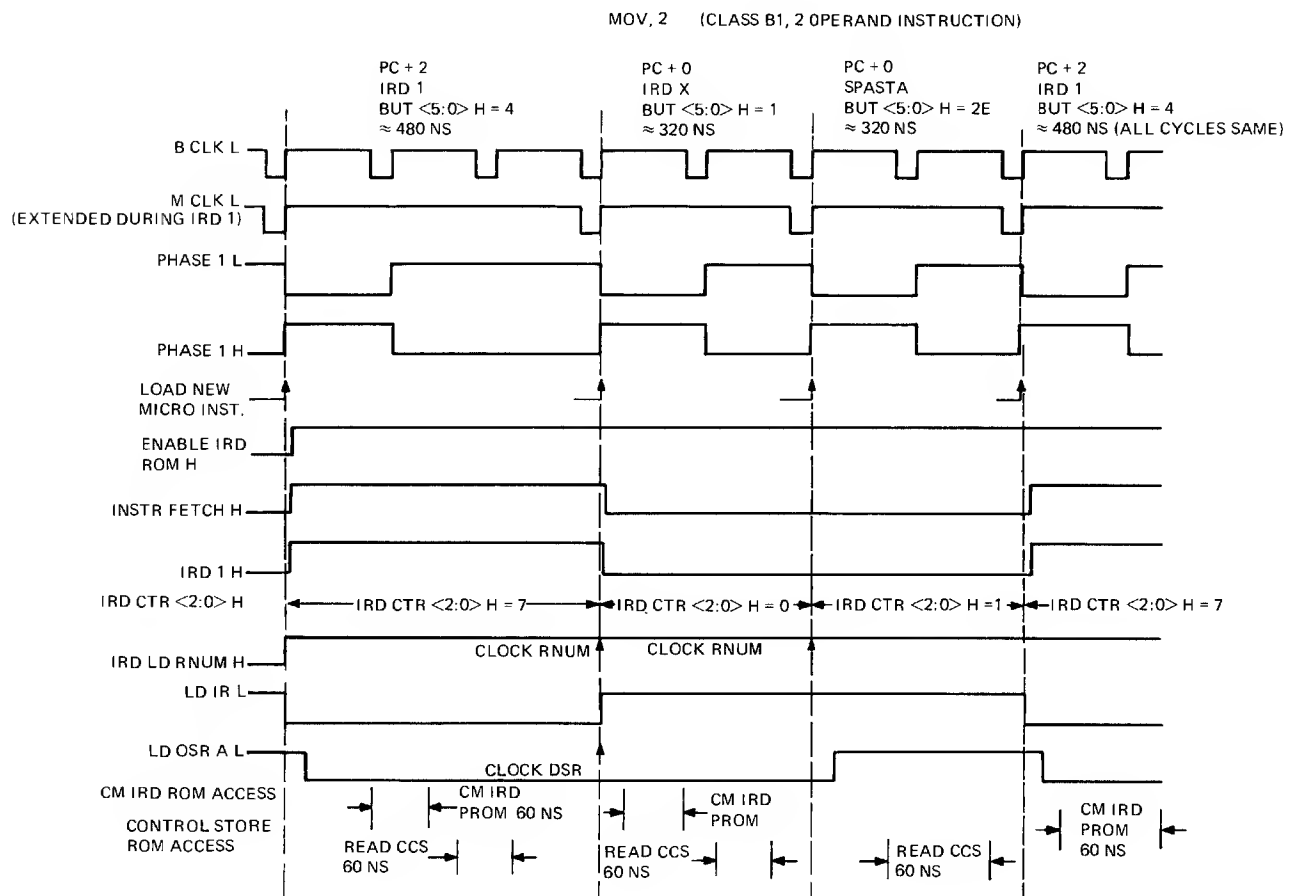 MOV, 2 (CLASS B1, 2 OPERAND INSTRUCTION)
PC + 2
IRD 1
BUT <5:0> H = 4
≈ 480 NS
PC + 0
IRD X
BUT <5:0> H = 1
≈ 320 NS
PC + 0
SPASTA
BUT <5:0> H = 2E
≈ 320 NS
PC + 2
IRD 1
BUT <5:0> H = 4
≈ 480 NS (ALL CYCLES SAME)
B CLK L
M CLK L
(EXTENDED DURING IRD 1)
PHASE 1 L
PHASE 1 H
LOAD NEW
MICRO INST.
ENABLE IRD
ROM H
INSTR FETCH H
IRD 1 H
IRD CTR <2:0> H
IRD CTR <2:0> H = 7
IRD CTR <2:0> H = 0
IRD CTR <2:0> H =1
IRD CTR <2:0> H = 7
IRD LD RNUM H
CLOCK RNUM
CLOCK RNUM
LD IR L
LD OSR A L
CLOCK DSR
CM IRD ROM ACCESS
CM IRD
PROM 60 NS
CM IRD
PROM
CM IRD
PROM
60 NS
CONTROL STORE
ROM ACCESS
READ CCS
60 NS
READ CCS
60 NS
READ CCS
60 NS